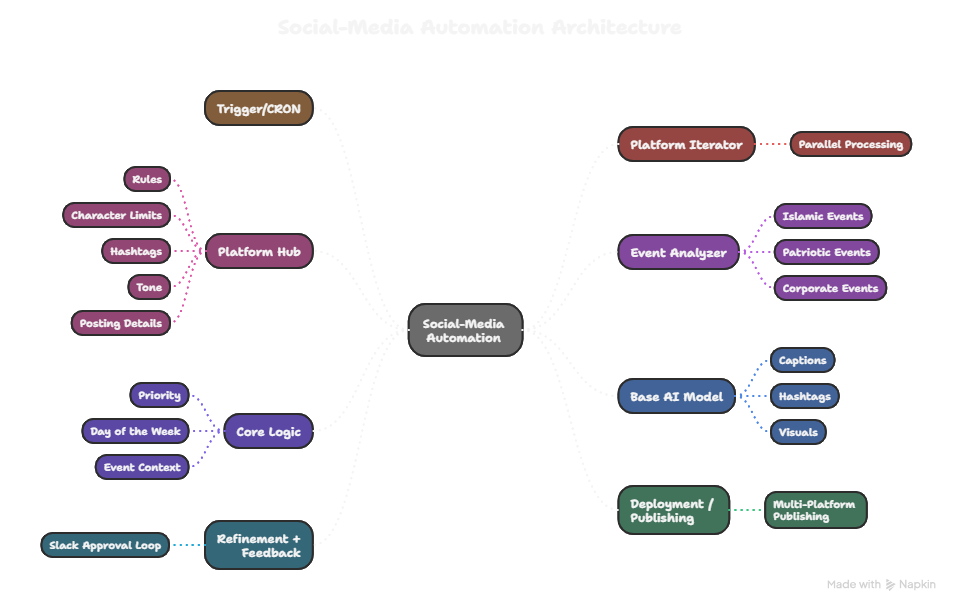 Social-Media Automation Architecture
Trigger/CRON
Rules
Character Limits
Hashtags
Tone
Posting Details
Platform Hub
Priority
Day of the Week
Event Context
Core Logic
Slack Approval Loop
Refinement +
Feedback
Social-Media
Automation
Platform Iterator
Parallel Processing
Event Analyzer
Islamic Events
Patriotic Events
Corporate Events
Base AI Model
Captions
Hashtags
Visuals
Deployment /
Publishing
Multi-Platform
Publishing
Made with Napkin